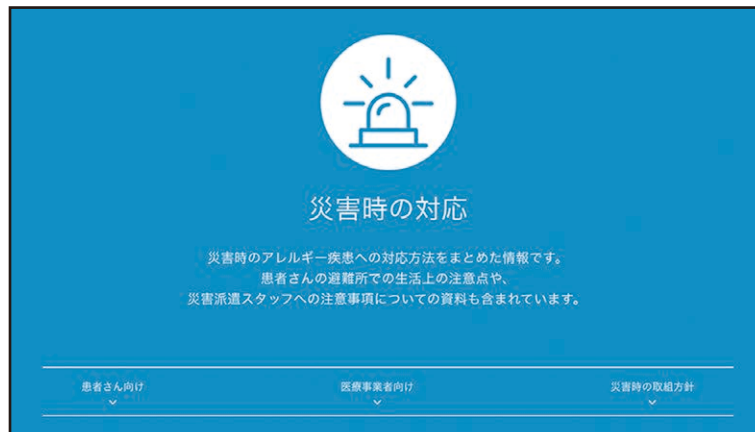 災害時の対応
災害時のアレルギー疾患への対応方法をまとめた情報です。
患者さんの避難所での生活上の注意点や、
災害派遣スタッフへの注意事項についての資料も含まれています。
患者さん向け
医療事業者向け
災害時の取組方針